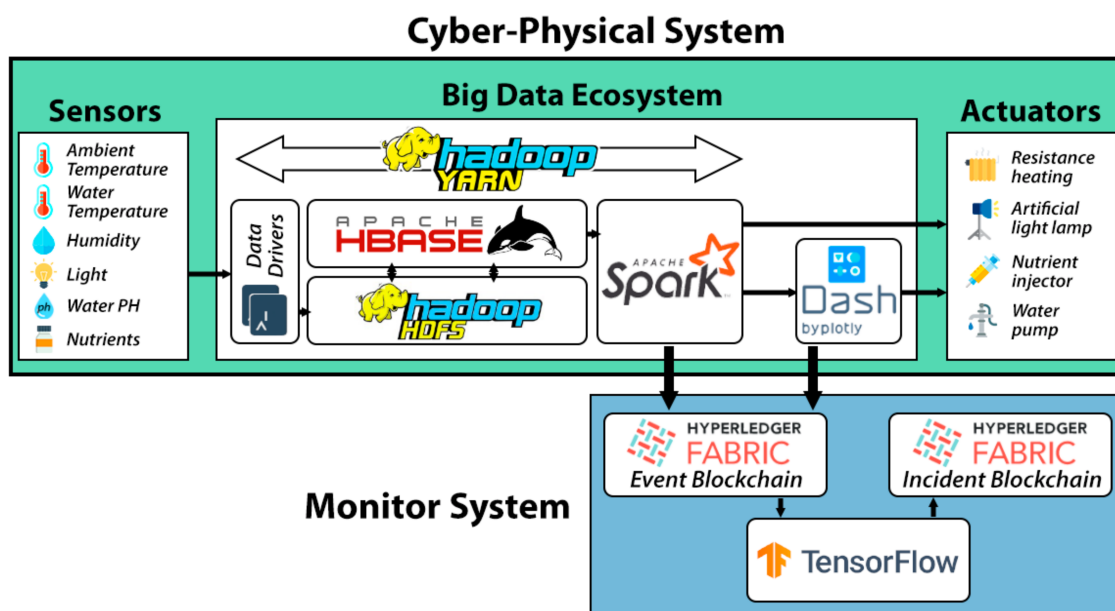 Cyber-Physical System
Sensors
Ambient
Temperature
Water
Temperature
Humidity
Light
ph
Water PH
Nutrients
Big Data Ecosystem
hadoop
YARN
Data
Drivers
>_
APACHE
HBASE
hadoop
HDFS
APACHE
Spark
Dash
byplotly
Actuators
Resistance
heating
Artificial
light lamp
Nutrient
injector
Water
pump
Monitor System
HYPERLEDGER
FABRIC
Event Blockchain
HYPERLEDGER
FABRIC
Incident Blockchain
TensorFlow